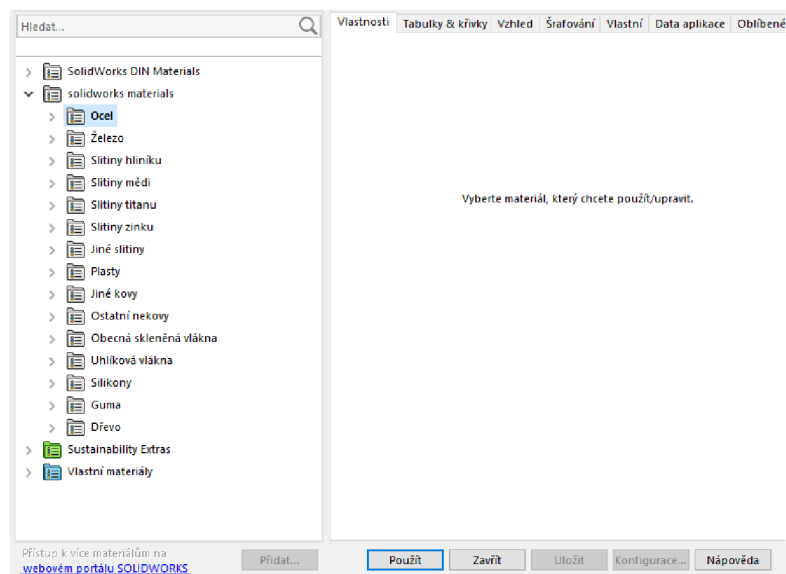 Hledat...
SolidWorks DIN Materials
solidworks materials
Ocel
Železo
Slitiny hliníku
Slitiny mědi
Slitiny titanu
Slitiny zinku
Jiné slitiny
Plasty
Jiné kovy
Ostatní nekovy
Obecná skleněná vlákna
Uhlíková vlákna
Silikony
Guma
Dřevo
Sustainability Extras
Vlastní materiály
Přístup k více materiálům na
webovém portálu SOLIDWORKS
Přidat...
Vlastnosti Tabulky & křivky Vzhled Šrafování Vlastní Data aplikace Oblíbené
Vyberte materiál, který chcete použít/upravit.
Použít Zavřít Uložit Konfigurace... Nápověda